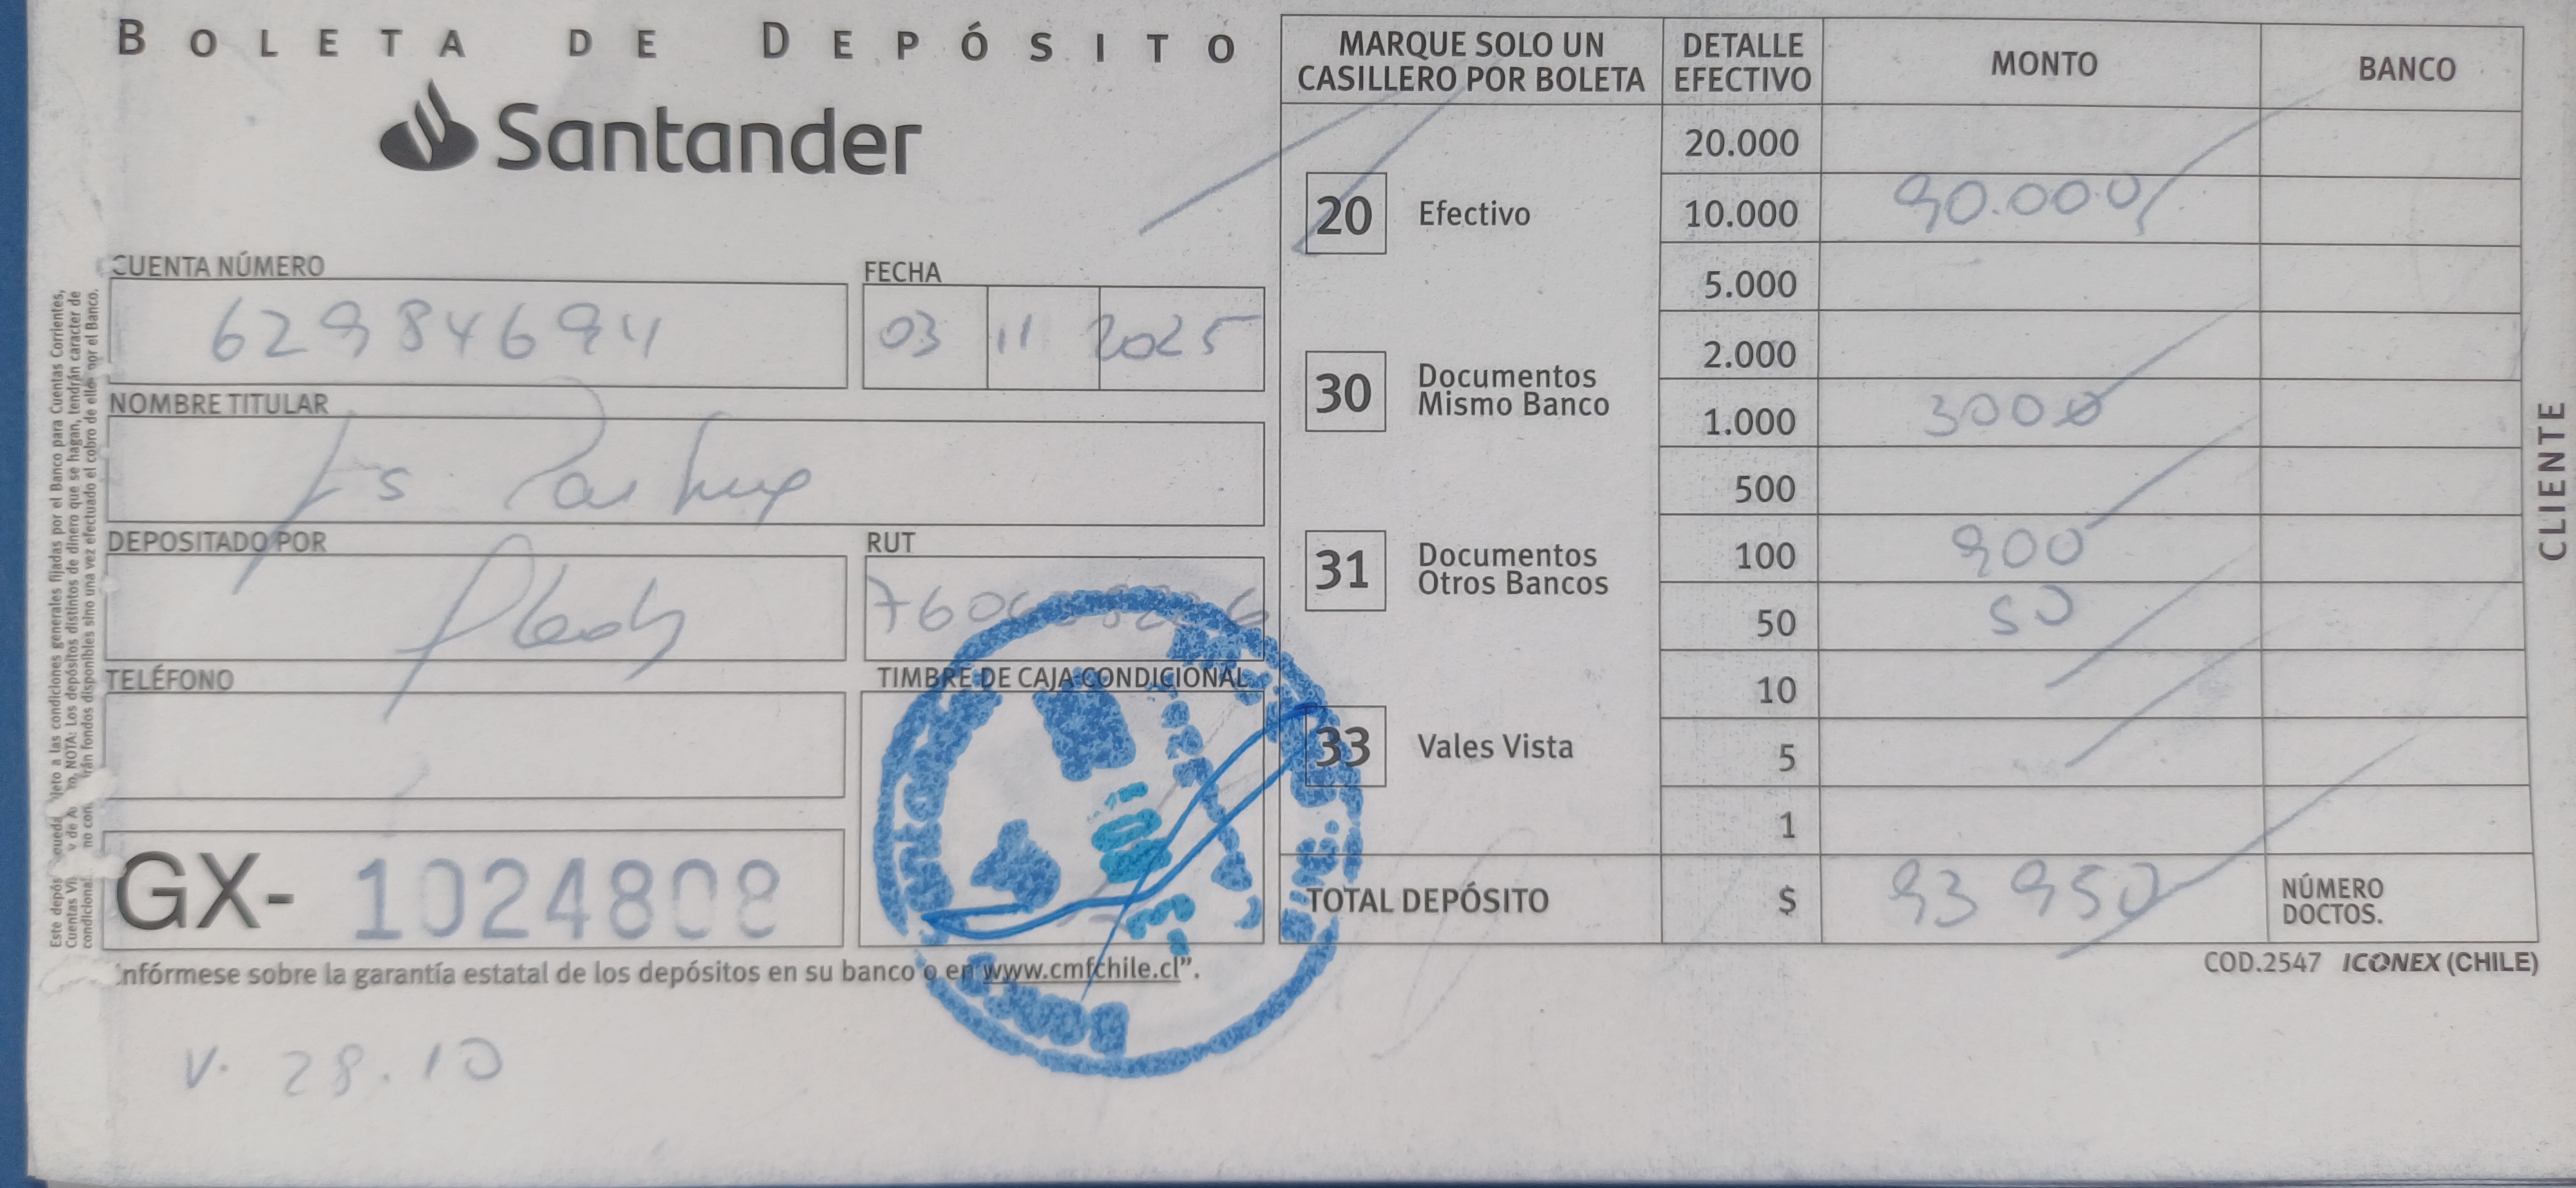 BOLETA DE DEPÓSITO
Santander
CUENTA NÚMERO
62984694
FECHA
03 11 2025
NOMBRE TITULAR
DEPOSITADO POR
RUT
TELÉFONO
TIMBRE DE CAJA CONDICIONAL
GX- 1024808
nfórmese sobre la garantía estatal de los depósitos en su banco o en www.cmfchile.cl”.
V. 28.10
MARQUE SOLO UN
CASILLERO POR BOLETA
20 Efectivo
30 Documentos
Mismo Banco
31 Documentos
Otros Bancos
33 Vales Vista
DETALLE
EFECTIVO MONTO BANCO
20.000
10.000 90.000
5.000
2.000
1.000 3000
500
100 900
50 50
10
5
1
TOTAL DEPÓSITO $ 93 950 NÚMERO
DOCTOS.
COD.2547 ICONEX (CHILE)
CLIENTE